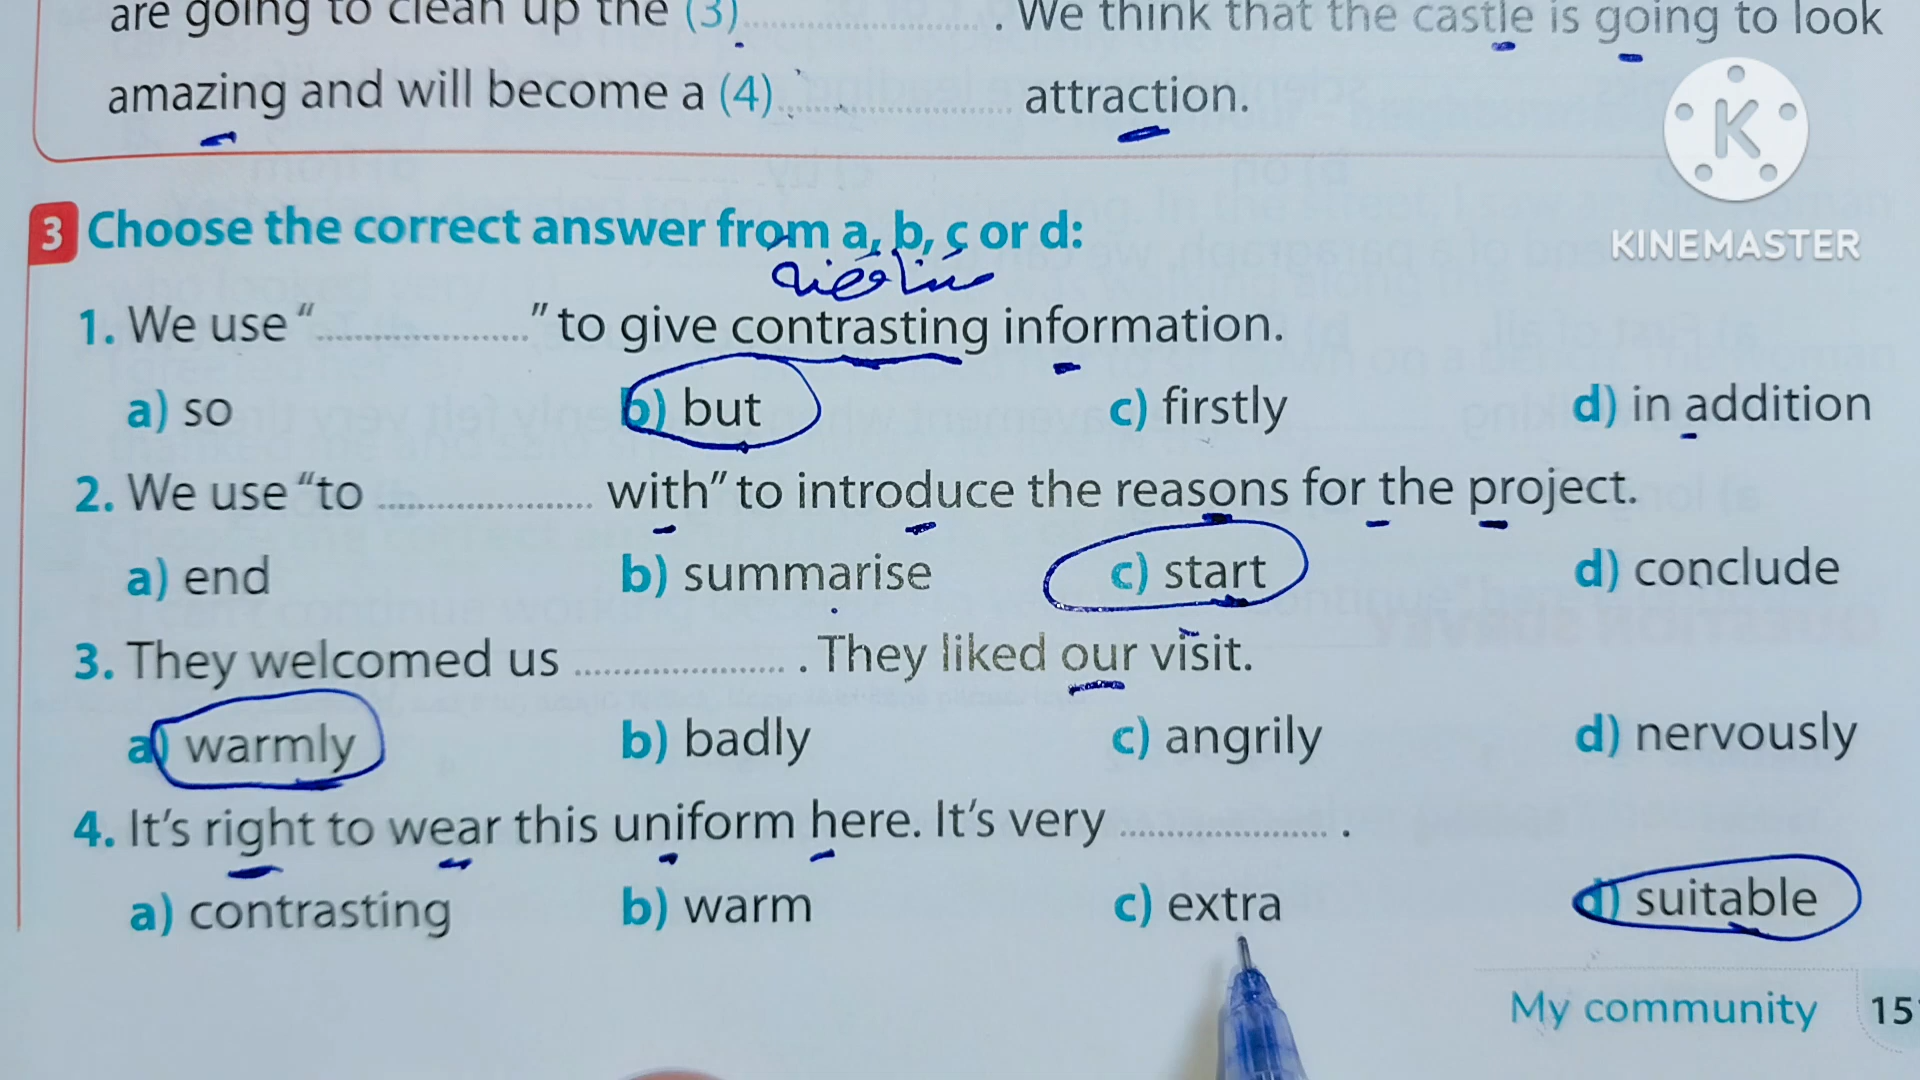 are going to clean up the (3).................... . We think that the castle is going to look
amazing and will become a (4).................... attraction.
K
KINEMASTER
3 Choose the correct answer from a, b, c or d:
متناقضة
1. We use "...................." to give contrasting information.
a) so b) but c) firstly d) in addition
2. We use "to .................... with" to introduce the reasons for the project.
a) end b) summarise c) start d) conclude
3. They welcomed us .................... . They liked our visit.
a) warmly b) badly c) angrily d) nervously
4. It's right to wear this uniform here. It's very .................... .
a) contrasting b) warm c) extra d) suitable
My community 15